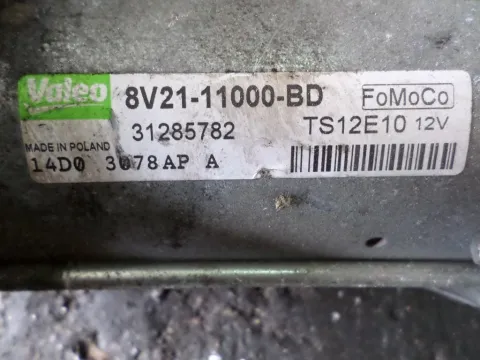 Valeo
8V21-11000-BD FoMoCo
31285782 TS12E10 12V
MADE IN POLAND
14D0 3078AP A